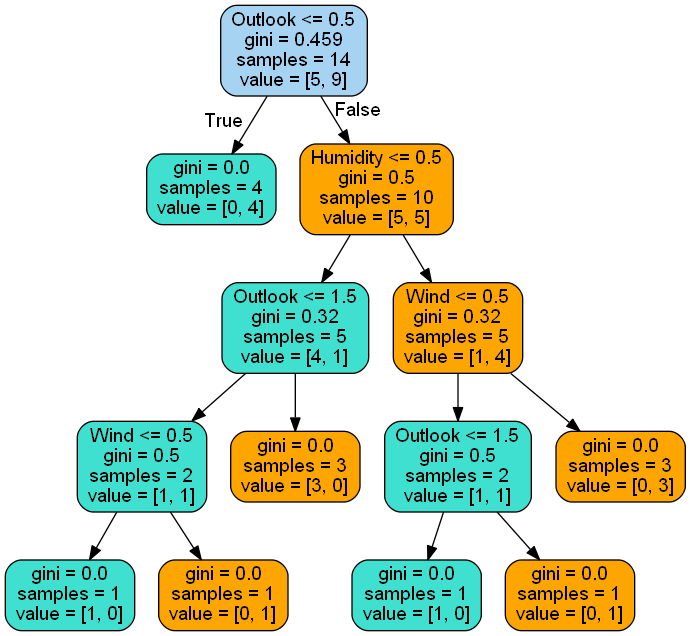 Outlook <= 0.5
gini = 0.459
samples = 14
value = [5, 9]
True
False
gini = 0.0
samples = 4
value = [0, 4]
Humidity <= 0.5
gini = 0.5
samples = 10
value = [5, 5]
Outlook <= 1.5
gini = 0.32
samples = 5
value = [4, 1]
Wind <= 0.5
gini = 0.32
samples = 5
value = [1, 4]
Wind <= 0.5
gini = 0.5
samples = 2
value = [1, 1]
gini = 0.0
samples = 3
value = [3, 0]
Outlook <= 1.5
gini = 0.5
samples = 2
value = [1, 1]
gini = 0.0
samples = 3
value = [0, 3]
gini = 0.0
samples = 1
value = [1, 0]
gini = 0.0
samples = 1
value = [0, 1]
gini = 0.0
samples = 1
value = [1, 0]
gini = 0.0
samples = 1
value = [0, 1]